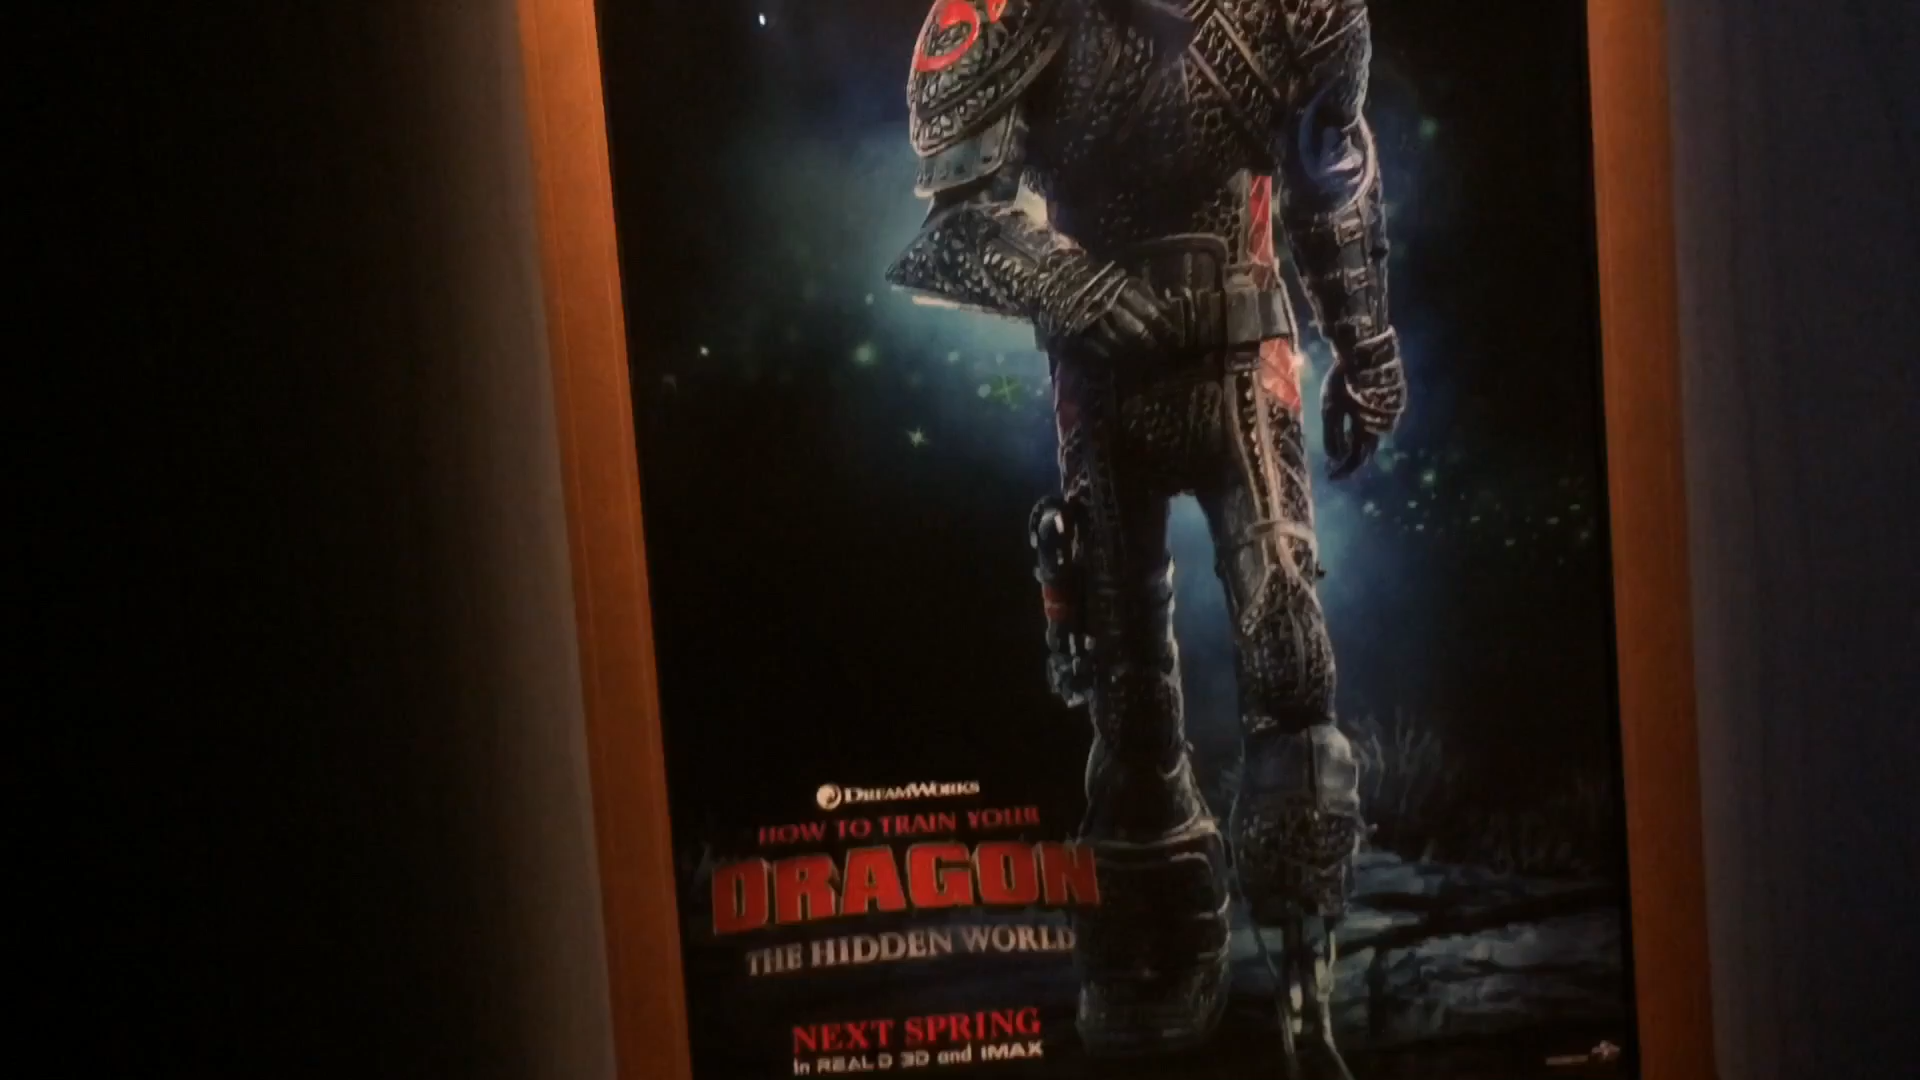 DREAMWORKS
HOW TO TRAIN YOUR
DRAGON
THE HIDDEN WORLD
NEXT SPRING
In REAL D 3D and IMAX